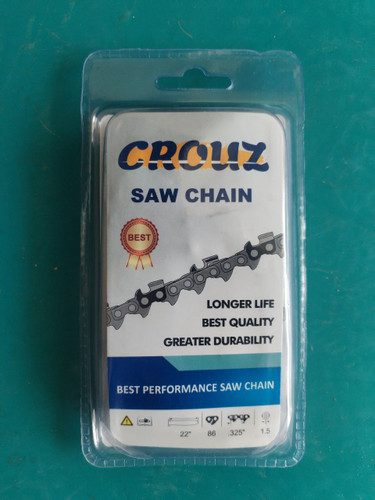 CROUZ
SAW CHAIN
BEST
LONGER LIFE
BEST QUALITY
GREATER DURABILITY
BEST PERFORMANCE SAW CHAIN
22" 86 .325" 1.5